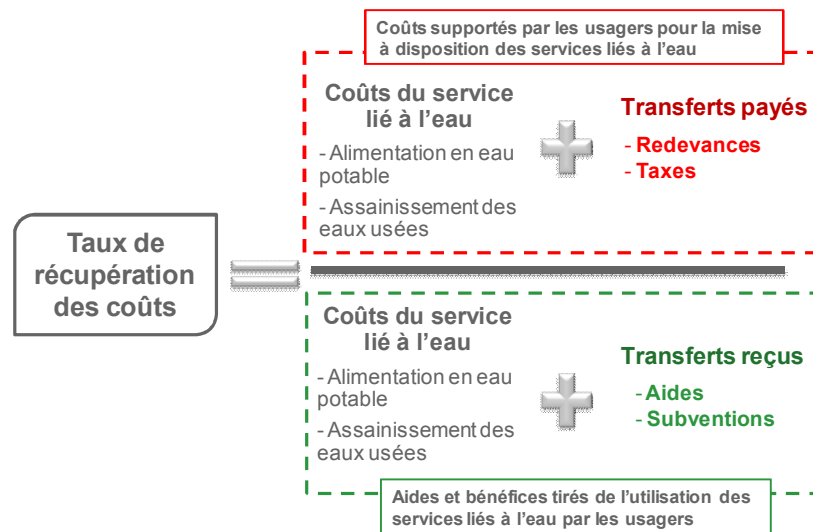 Coûts supportés par les usagers pour la mise
à disposition des services liés à l'eau
Coûts du service
lié à l'eau
- Alimentation en eau
potable
- Assainissement des
eaux usées
Transferts payés
- Redevances
- Taxes
Taux de
récupération
des coûts
Coûts du service
lié à l'eau
- Alimentation en eau
potable
- Assainissement des
eaux usées
Transferts reçus
- Aides
- Subventions
Aides et bénéfices tirés de l'utilisation des
services liés à l'eau par les usagers